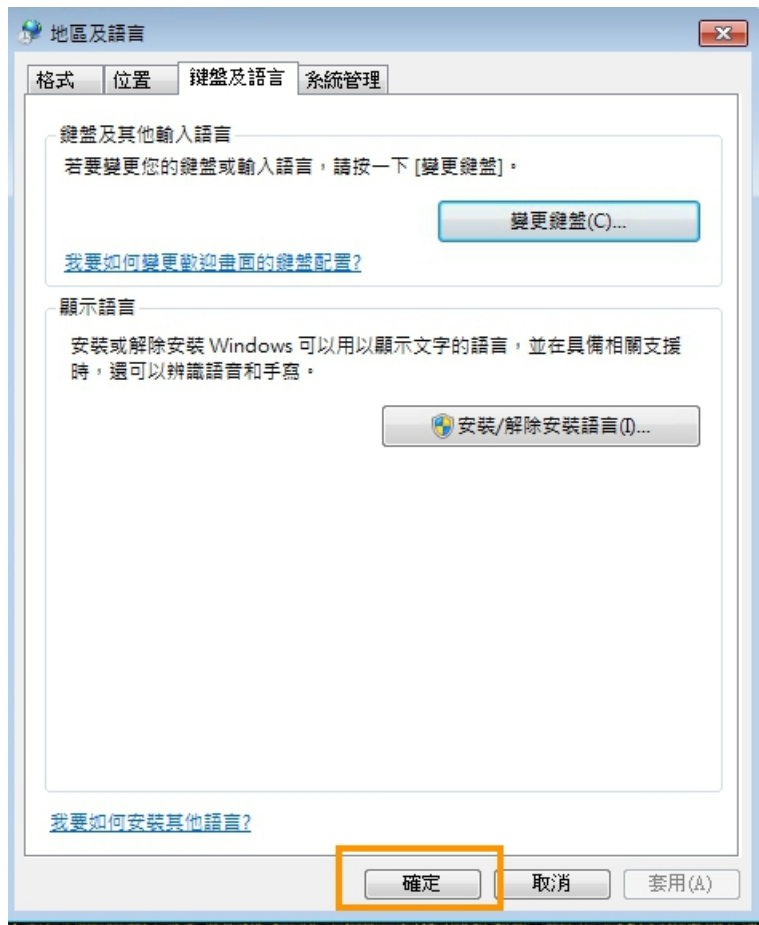 地區及語言
格式 位置 鍵盤及語言 系統管理
鍵盤及其他輸入語言
若要變更您的鍵盤或輸入語言，請按一下 [變更鍵盤]。
變更鍵盤(C)...
我要如何變更歡迎畫面的鍵盤配置?
顯示語言
安裝或解除安裝 Windows 可以用以顯示文字的語言，並在具備相關支援
時，還可以辨識語音和手寫。
安裝/解除安裝語言(I)...
我要如何安裝其他語言?
確定 取消 套用(A)